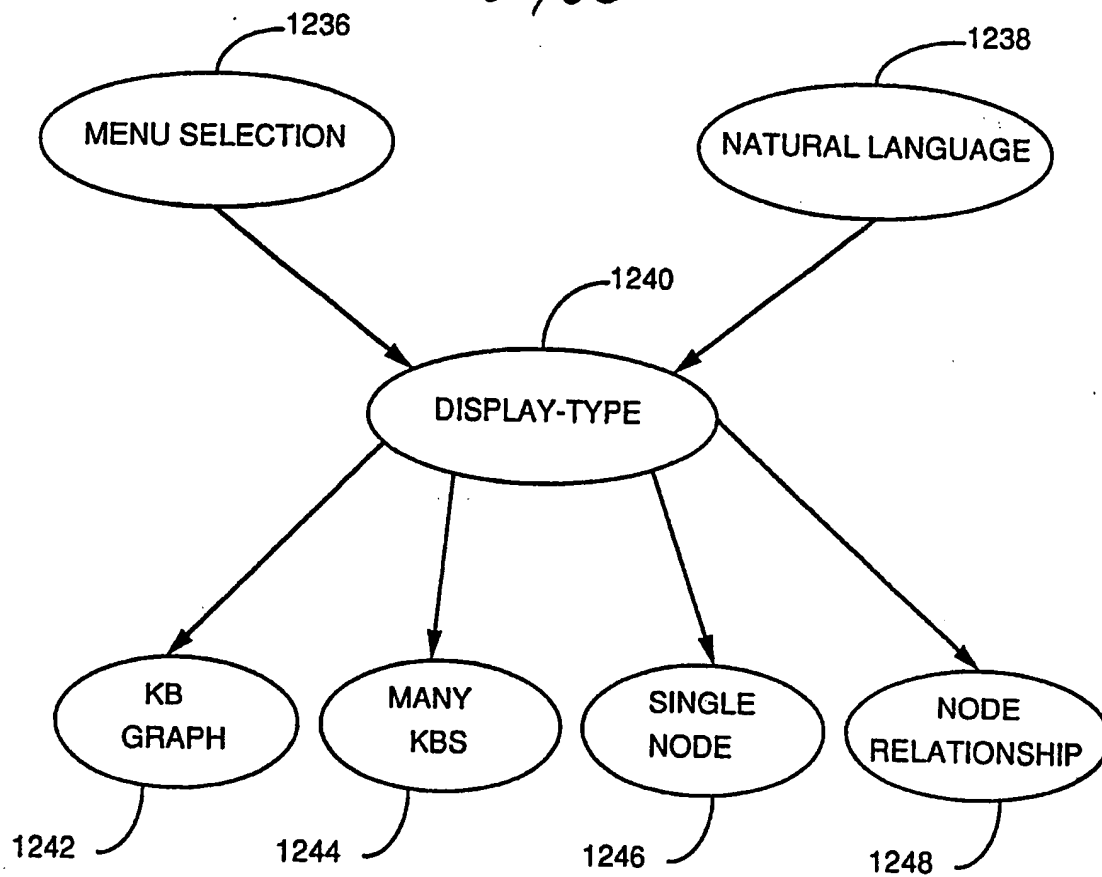 1236
1238
MENU SELECTION
NATURAL LANGUAGE
1240
DISPLAY-TYPE
KB
GRAPH
MANY
KBS
SINGLE
NODE
NODE
RELATIONSHIP
1242
1244
1246
1248